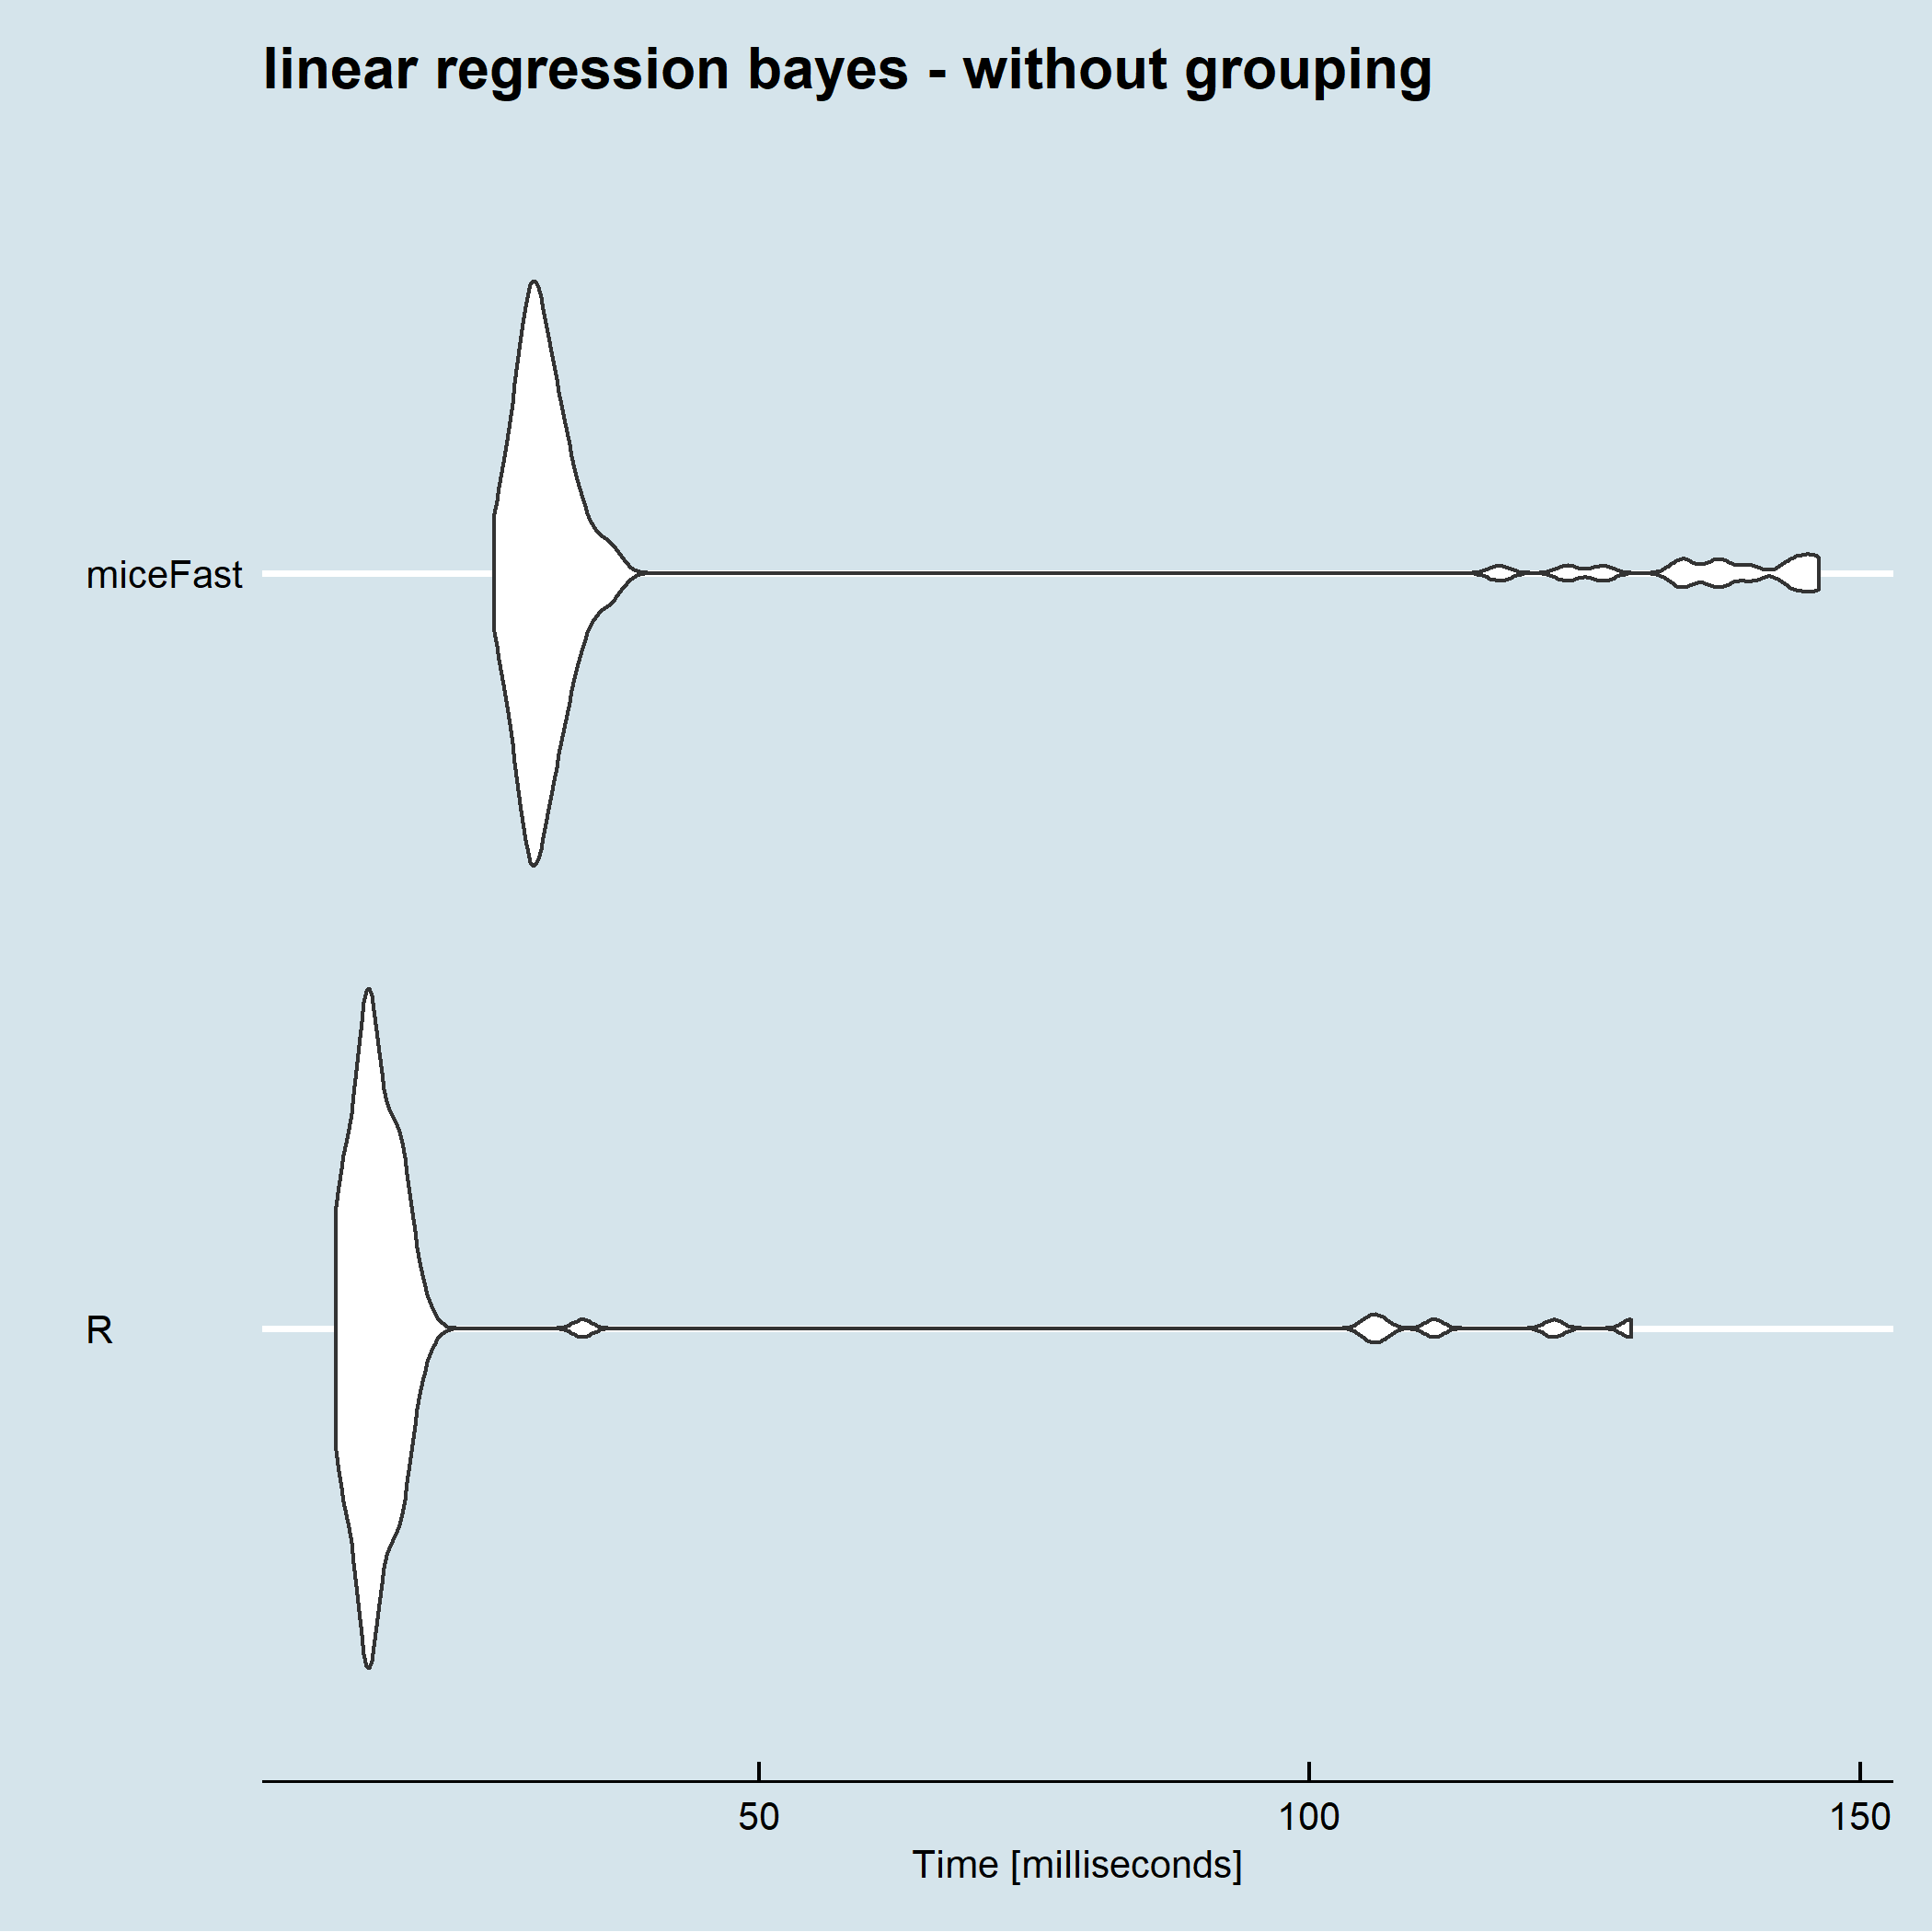 linear regression bayes - without grouping
miceFast
R
50 100 150
Time [milliseconds]